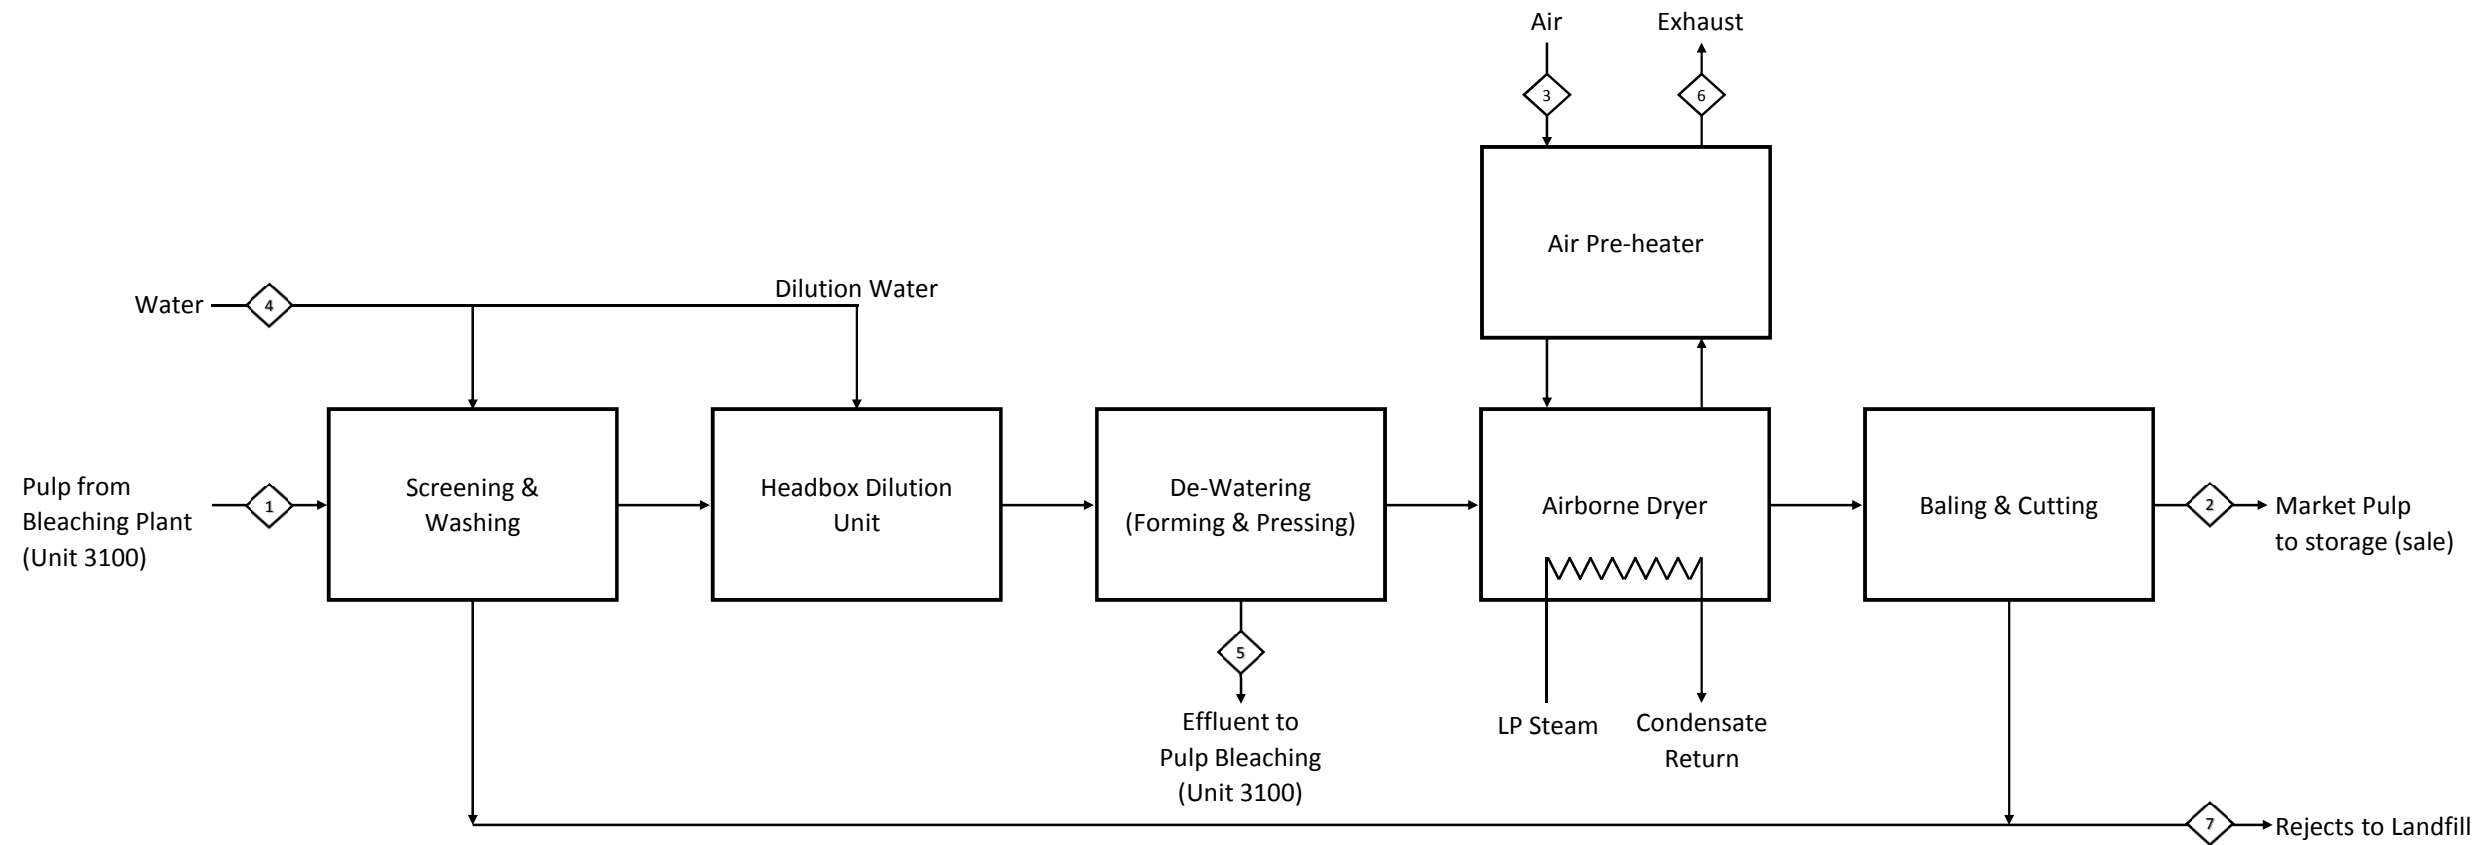 Air
Exhaust
3
6
Air Pre-heater
Dilution Water
Water
4
Pulp from
Bleaching Plant
(Unit 3100)
1
Screening &
Washing
Headbox Dilution
Unit
De-Watering
(Forming & Pressing)
Airborne Dryer
Baling & Cutting
2
Market Pulp
to storage (sale)
5
Effluent to
Pulp Bleaching
(Unit 3100)
LP Steam
Condensate
Return
7
Rejects to Landfill